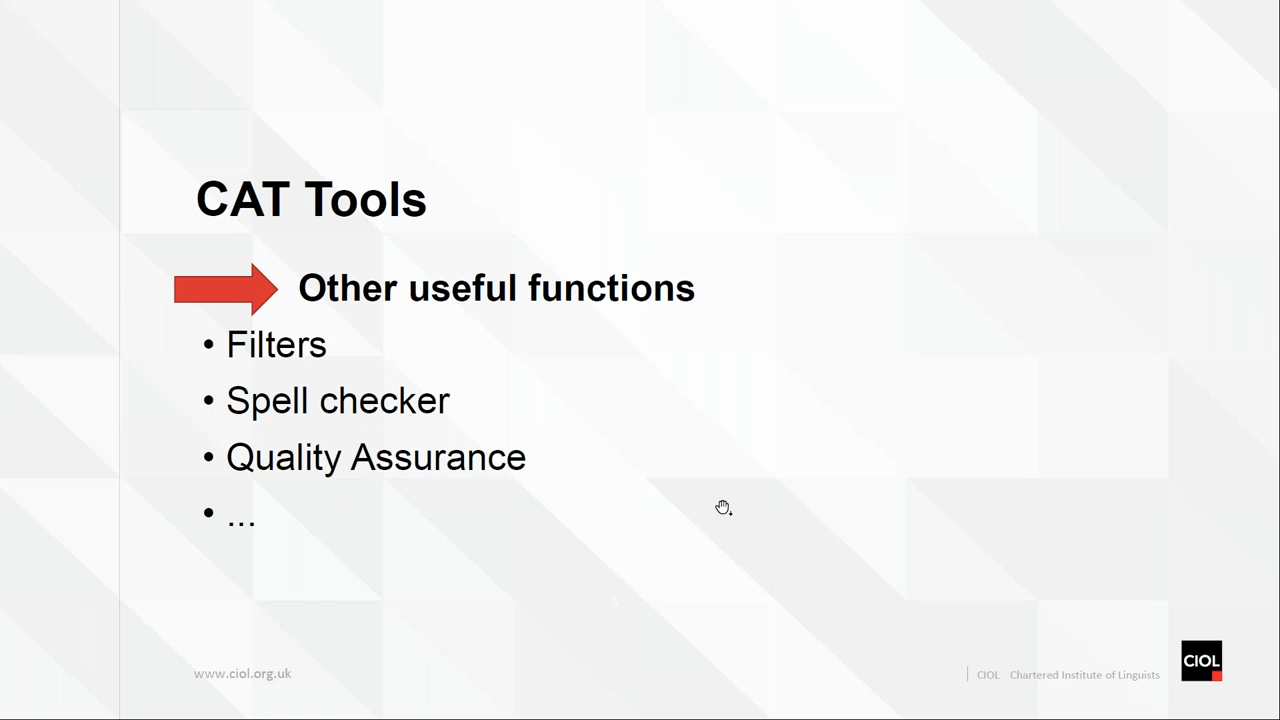 CAT Tools
Other useful functions
• Filters
• Spell checker
• Quality Assurance
• ...
5
www.ciol.org.uk
CIOL Chartered Institute of Linguists
CIOL